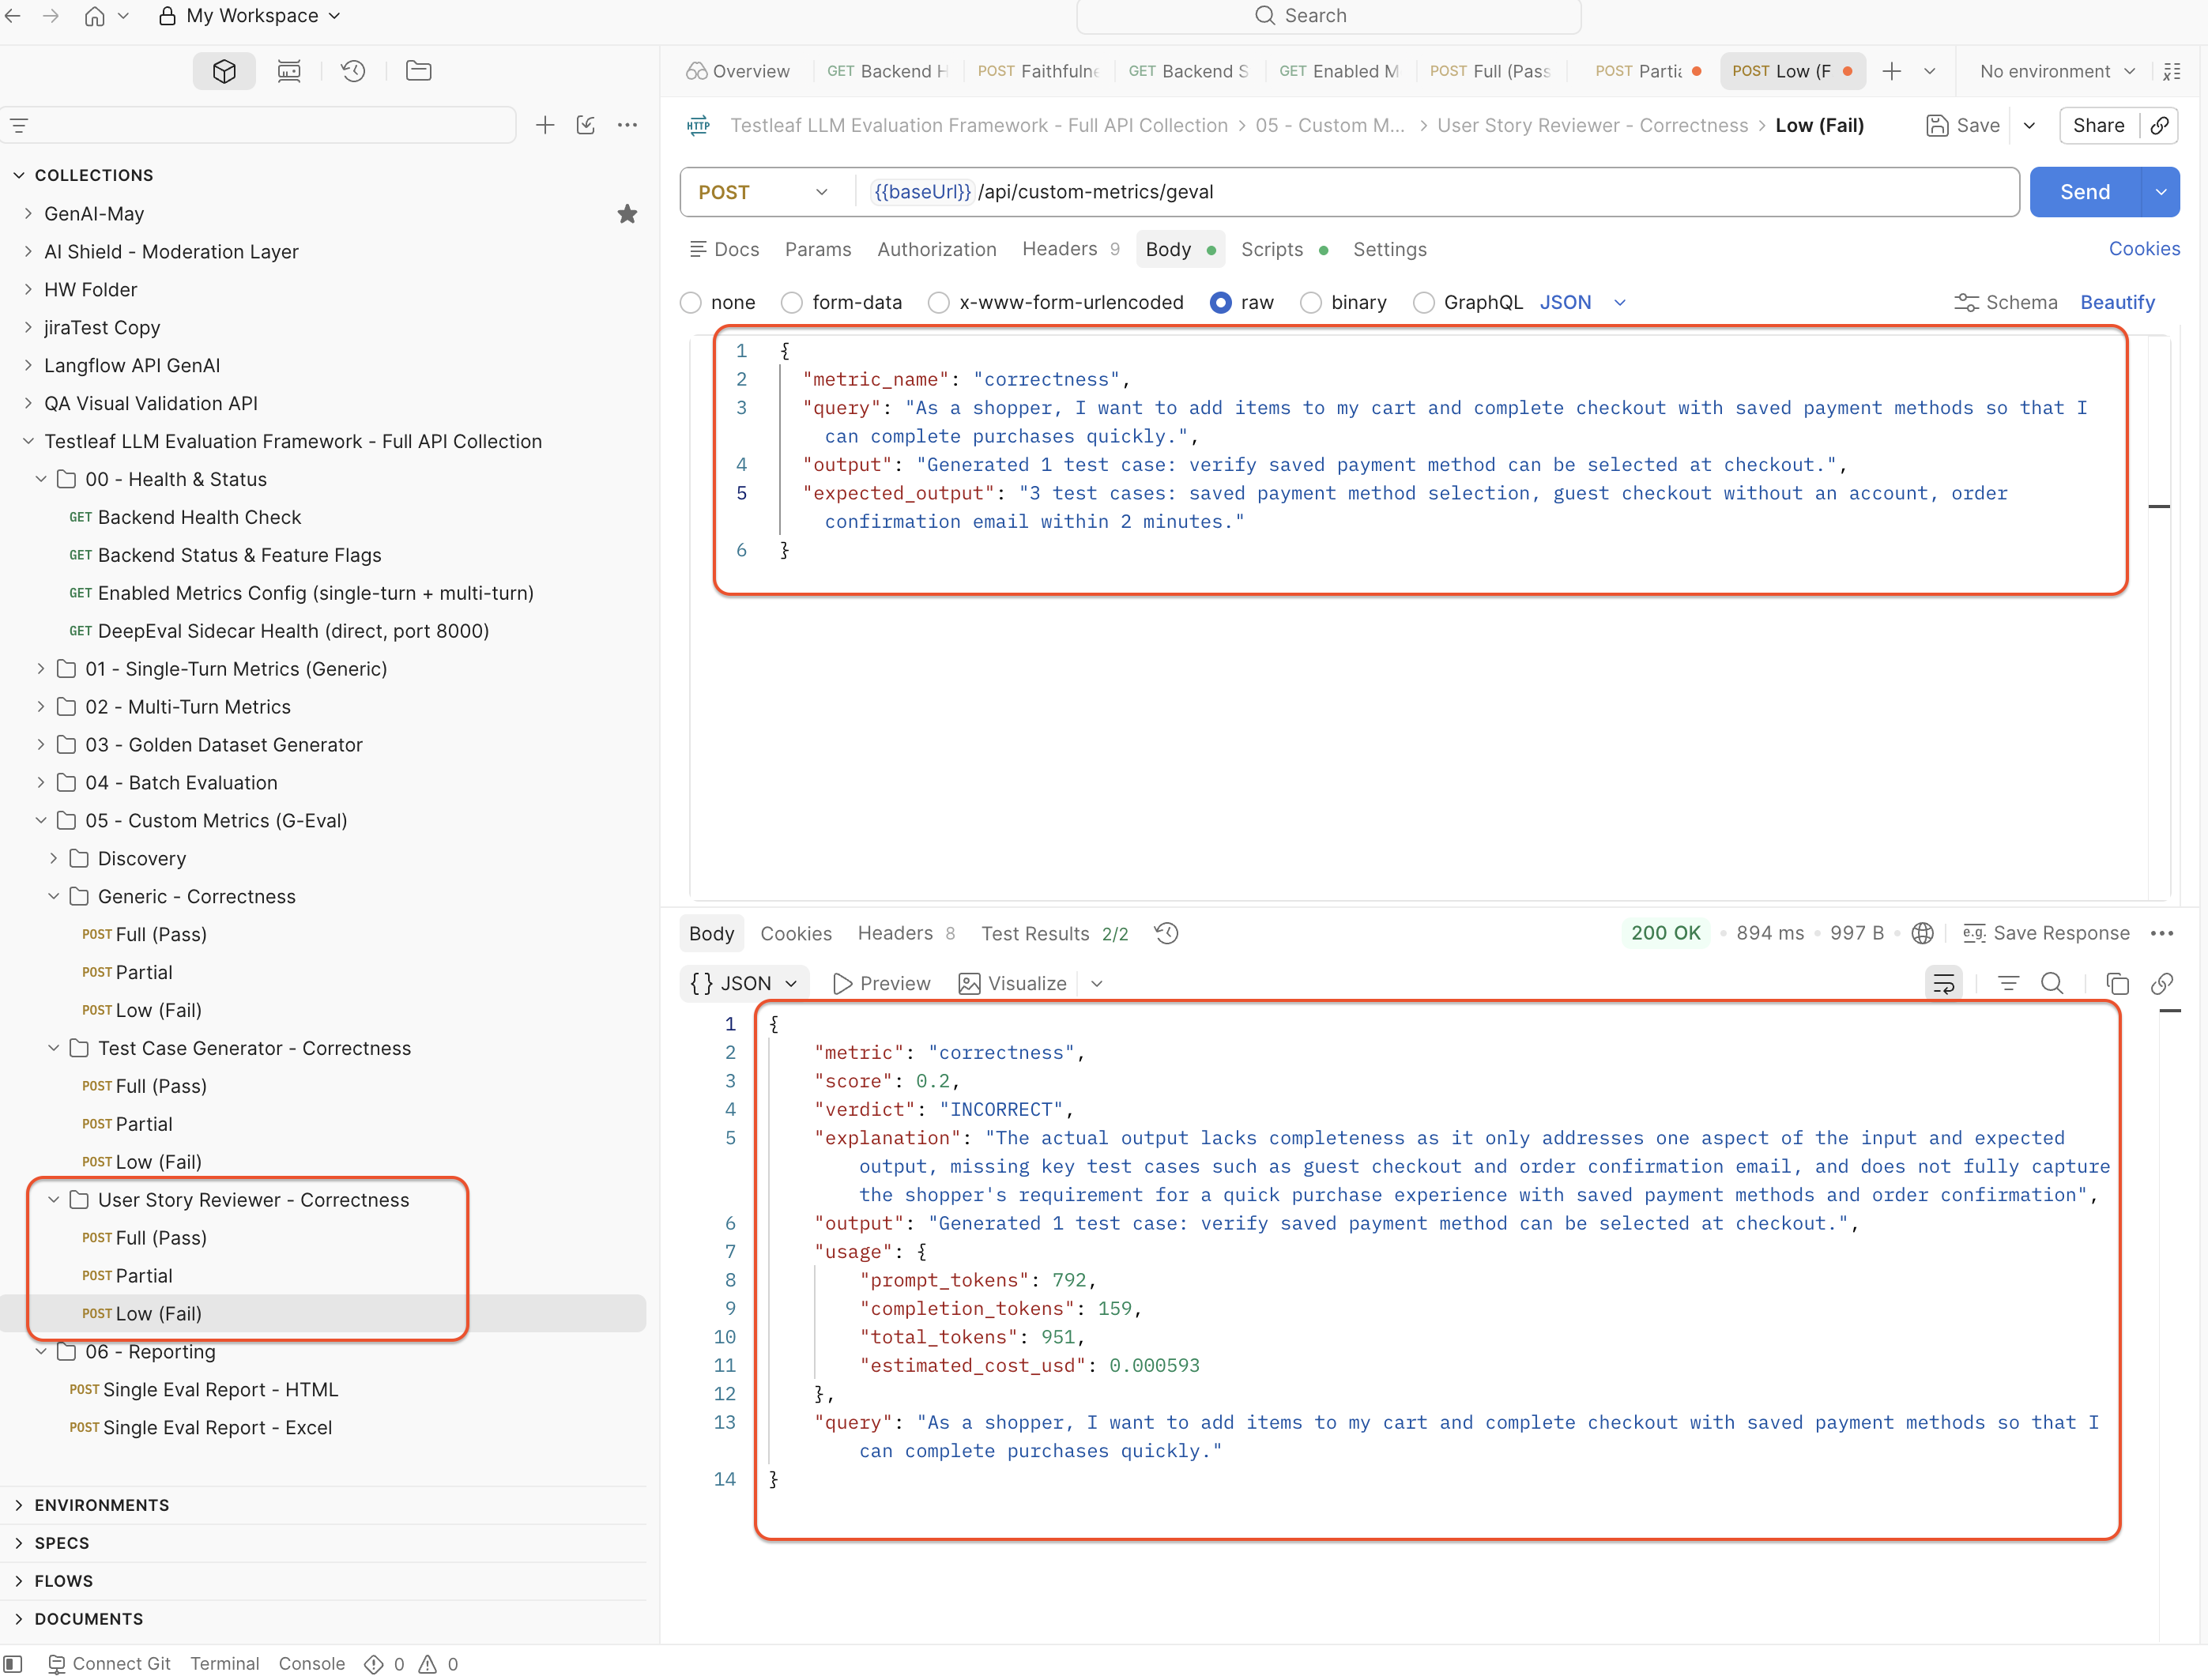 My Workspace
Search
Overview
GET Backend H
POST Faithfulne
GET Backend S
GET Enabled M
POST Full (Pass
POST Partia
POST Low (F
No environment
HTTP Testleaf LLM Evaluation Framework - Full API Collection > 05 - Custom M... > User Story Reviewer - Correctness > Low (Fail)
Save
Share
COLLECTIONS
GenAI-May
AI Shield - Moderation Layer
HW Folder
jiraTest Copy
Langflow API GenAI
QA Visual Validation API
Testleaf LLM Evaluation Framework - Full API Collection
00 - Health & Status
GET Backend Health Check
GET Backend Status & Feature Flags
GET Enabled Metrics Config (single-turn + multi-turn)
GET DeepEval Sidecar Health (direct, port 8000)
01 - Single-Turn Metrics (Generic)
02 - Multi-Turn Metrics
03 - Golden Dataset Generator
04 - Batch Evaluation
05 - Custom Metrics (G-Eval)
Discovery
Generic - Correctness
POST Full (Pass)
POST Partial
POST Low (Fail)
Test Case Generator - Correctness
POST Full (Pass)
POST Partial
POST Low (Fail)
User Story Reviewer - Correctness
POST Full (Pass)
POST Partial
POST Low (Fail)
06 - Reporting
POST Single Eval Report - HTML
POST Single Eval Report - Excel
ENVIRONMENTS
SPECS
FLOWS
DOCUMENTS
POST
{{baseUrl}} /api/custom-metrics/geval
Send
Docs Params Authorization Headers 9 Body Scripts Settings
Cookies
none form-data x-www-form-urlencoded raw binary GraphQL JSON
Schema Beautify
1 {
2 "metric_name": "correctness",
3 "query": "As a shopper, I want to add items to my cart and complete checkout with saved payment methods so that I
can complete purchases quickly.",
4 "output": "Generated 1 test case: verify saved payment method can be selected at checkout.",
5 "expected_output": "3 test cases: saved payment method selection, guest checkout without an account, order
confirmation email within 2 minutes."
6 }
Body Cookies Headers 8 Test Results 2/2
200 OK • 894 ms • 997 B
e.g. Save Response
{} JSON Preview Visualize
1 {
2 "metric": "correctness",
3 "score": 0.2,
4 "verdict": "INCORRECT",
5 "explanation": "The actual output lacks completeness as it only addresses one aspect of the input and expected
output, missing key test cases such as guest checkout and order confirmation email, and does not fully capture
the shopper's requirement for a quick purchase experience with saved payment methods and order confirmation",
6 "output": "Generated 1 test case: verify saved payment method can be selected at checkout.",
7 "usage": {
8 "prompt_tokens": 792,
9 "completion_tokens": 159,
10 "total_tokens": 951,
11 "estimated_cost_usd": 0.000593
12 },
13 "query": "As a shopper, I want to add items to my cart and complete checkout with saved payment methods so that I
can complete purchases quickly."
14 }
Connect Git Terminal Console 0 0